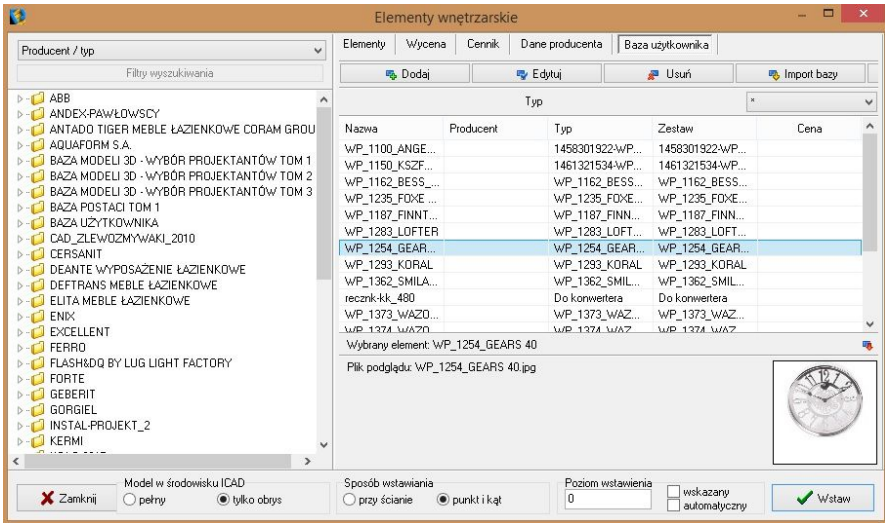 Elementy wnętrzarskie
Producent / typ
Filtry wyszukiwania
ABB
ANDEX-PAWŁOWSCY
ANTADO TIGER MEBLE ŁAZIENKOWE CORAM GROU
AQUAFORM S.A.
BAZA MODELI 3D - WYBÓR PROJEKTANTÓW TOM 1
BAZA MODELI 3D - WYBÓR PROJEKTANTÓW TOM 2
BAZA MODELI 3D - WYBÓR PROJEKTANTÓW TOM 3
BAZA POSTACI TOM 1
BAZA UŻYTKOWNIKA
CAD_ZLEWOZMYWAKI_2010
CERSANIT
DEANTE WYPOSAŻENIE ŁAZIENKOWE
DEFTRANS MEBLE ŁAZIENKOWE
ELITA MEBLE ŁAZIENKOWE
ENIX
EXCELLENT
FERRO
FLASH&DQ BY LUG LIGHT FACTORY
FORTE
GEBERIT
GORGIEL
INSTAL-PROJEKT_2
KERMI
Elementy Wycena Cennik Dane producenta Baza użytkownika
Dodaj Edytuj Usuń Import bazy
Typ *
Nazwa Producent Typ Zestaw Cena
WP_1100_ANGE... 1458301922-WP... 1458301922-WP...
WP_1150_KSZF... 1461321534-WP... 1461321534-WP...
WP_1162_BESS_... WP_1162_BESS... WP_1162_BESS...
WP_1235_FOXE ... WP_1235_FOXE... WP_1235_FOXE...
WP_1187_FINNT... WP_1187_FINN... WP_1187_FINN...
WP_1283_LOFTER WP_1283_LOFT... WP_1283_LOFT...
WP_1254_GEAR... WP_1254_GEAR... WP_1254_GEAR...
WP_1293_KORAL WP_1293_KORAL WP_1293_KORAL
WP_1362_SMILA... WP_1362_SMIL... WP_1362_SMIL...
recznk-kk_480 Do konwertera Do konwertera
WP_1373_WAZO... WP_1373_WAZ... WP_1373_WAZ...
WP_1374_WAZO... WP_1374_WAZ... WP_1374_WAZ...
Wybrany element: WP_1254_GEARS 40
Plik podglądu: WP_1254_GEARS 40.jpg
Zamknij
Model w środowisku ICAD
pełny tylko obrys
Sposób wstawiania
przy ścianie punkt i kąt
Poziom wstawienia
0
wskazany
automatyczny
Wstaw